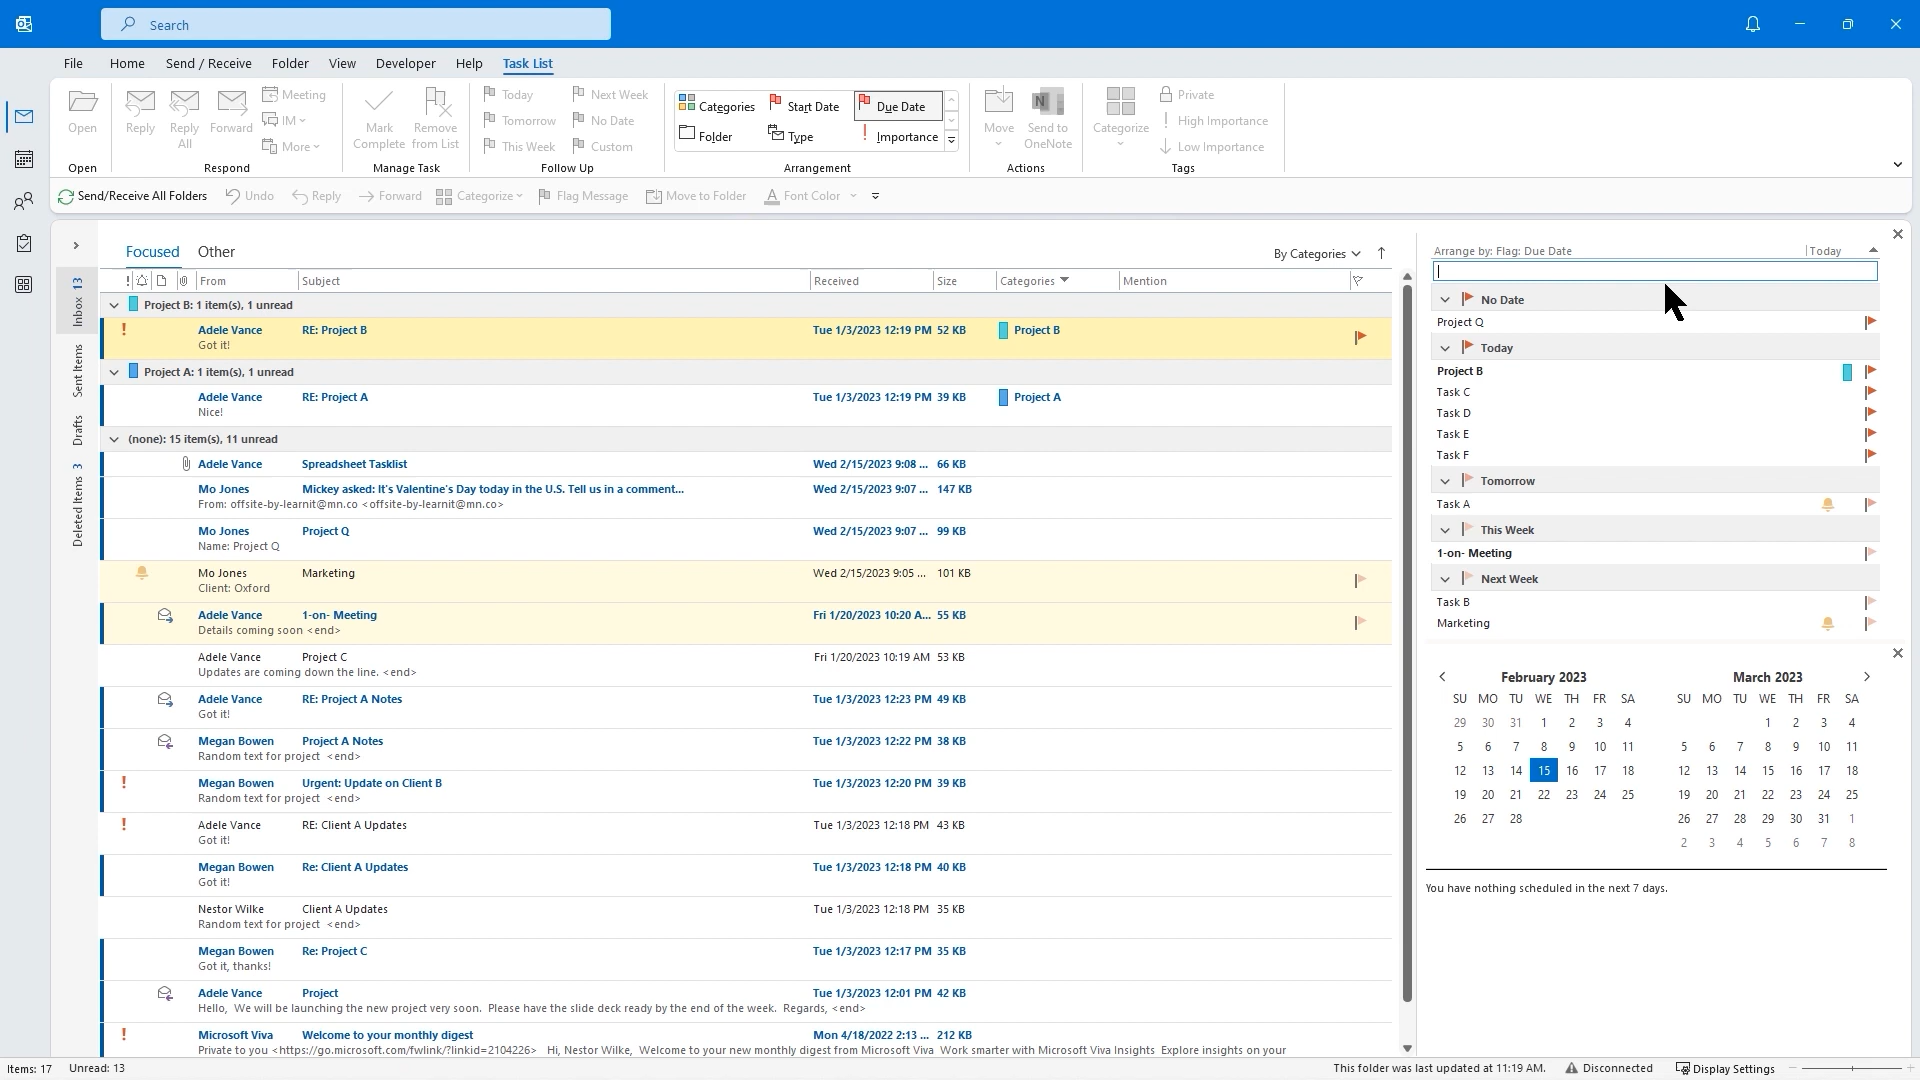 Search
File Home Send / Receive Folder View Developer Help Task List
Open
Reply
Reply All
Forward
Meeting
IM
More
Mark Complete
Remove from List
Today
Tomorrow
This Week
Next Week
No Date
Custom
Categories
Start Date
Due Date
Folder
Type
Importance
Move
Send to OneNote
Categorize
Private
High Importance
Low Importance
Open Respond Manage Task Follow Up Arrangement Actions Tags
Send/Receive All Folders Undo Reply Forward Categorize Flag Message Move to Folder Font Color
Inbox 13
Sent Items
Drafts
Deleted Items 3
Focused Other By Categories
From Subject Received Size Categories Mention
Project B: 1 item(s), 1 unread
Adele Vance RE: Project B Tue 1/3/2023 12:19 PM 52 KB Project B
Got it!
Project A: 1 item(s), 1 unread
Adele Vance RE: Project A Tue 1/3/2023 12:19 PM 39 KB Project A
Nice!
(none): 15 item(s), 11 unread
Adele Vance Spreadsheet Tasklist Wed 2/15/2023 9:08 ... 66 KB
Mo Jones Mickey asked: It's Valentine's Day today in the U.S. Tell us in a comment... Wed 2/15/2023 9:07 ... 147 KB
From: offsite-by-learnit@mn.co <offsite-by-learnit@mn.co>
Mo Jones Project Q Wed 2/15/2023 9:07 ... 99 KB
Name: Project Q
Mo Jones Marketing Wed 2/15/2023 9:05 ... 101 KB
Client: Oxford
Adele Vance 1-on- Meeting Fri 1/20/2023 10:20 A... 55 KB
Details coming soon <end>
Adele Vance Project C Fri 1/20/2023 10:19 AM 53 KB
Updates are coming down the line. <end>
Adele Vance RE: Project A Notes Tue 1/3/2023 12:23 PM 49 KB
Got it!
Megan Bowen Project A Notes Tue 1/3/2023 12:22 PM 38 KB
Random text for project <end>
Megan Bowen Urgent: Update on Client B Tue 1/3/2023 12:20 PM 39 KB
Random text for project <end>
Adele Vance RE: Client A Updates Tue 1/3/2023 12:18 PM 43 KB
Got it!
Megan Bowen Re: Client A Updates Tue 1/3/2023 12:18 PM 40 KB
Got it!
Nestor Wilke Client A Updates Tue 1/3/2023 12:18 PM 35 KB
Random text for project <end>
Megan Bowen Re: Project C Tue 1/3/2023 12:17 PM 35 KB
Got it, thanks!
Adele Vance Project Tue 1/3/2023 12:01 PM 42 KB
Hello, We will be launching the new project very soon. Please have the slide deck ready by the end of the week. Regards, <end>
Microsoft Viva Welcome to your monthly digest Mon 4/18/2022 2:13 ... 212 KB
Private to you <https://go.microsoft.com/fwlink/?linkid=2104226> Hi, Nestor Wilke, Welcome to your new monthly digest from Microsoft Viva Work smarter with Microsoft Viva Insights Explore insights on your
Arrange by: Flag: Due Date Today
No Date
Project Q
Today
Project B
Task C
Task D
Task E
Task F
Tomorrow
Task A
This Week
1-on- Meeting
Next Week
Task B
Marketing
February 2023
SU MO TU WE TH FR SA
29 30 31 1 2 3 4
5 6 7 8 9 10 11
12 13 14 15 16 17 18
19 20 21 22 23 24 25
26 27 28
March 2023
SU MO TU WE TH FR SA
1 2 3 4
5 6 7 8 9 10 11
12 13 14 15 16 17 18
19 20 21 22 23 24 25
26 27 28 29 30 31 1
2 3 4 5 6 7 8
You have nothing scheduled in the next 7 days.
Items: 17 Unread: 13 This folder was last updated at 11:19 AM. Disconnected Display Settings